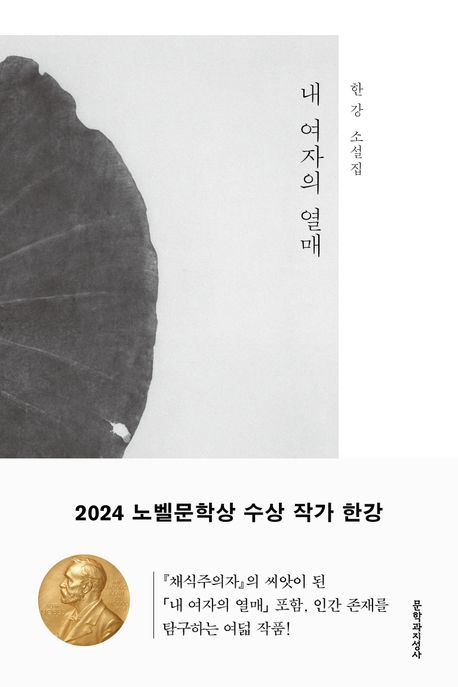 내 여자의 열매
한강 소설집
2024 노벨문학상 수상 작가 한강
『채식주의자』의 씨앗이 된
「내 여자의 열매」 포함, 인간 존재를
탐구하는 여덟 작품!
문학과지성사